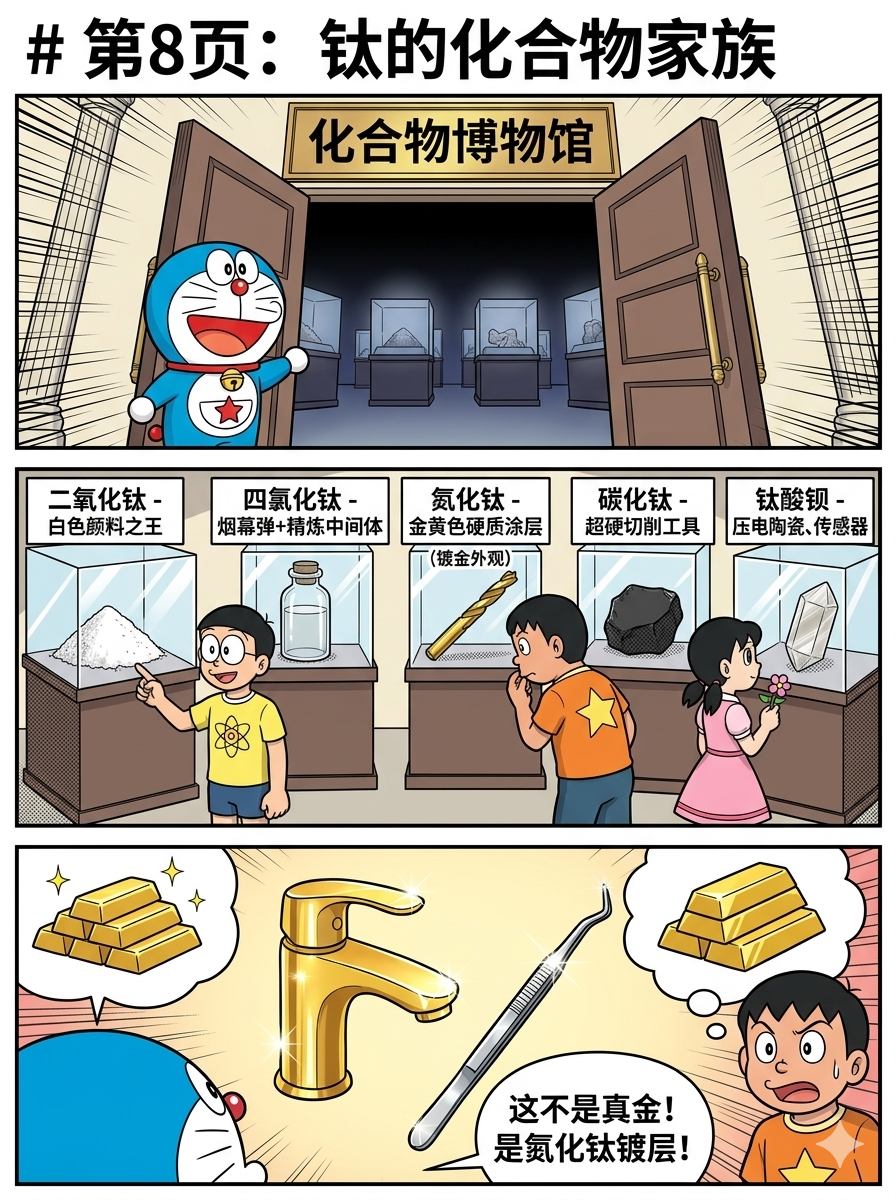 # 第8页：钛的化合物家族
化合物博物馆
二氧化钛 -
白色颜料之王
四氯化钛 -
烟幕弹+精炼中间体
氮化钛 -
金黄色硬质涂层
（镀金外观）
碳化钛 -
超硬切削工具
钛酸钡 -
压电陶瓷、传感器
这不是真金！
是氮化钛镀层！